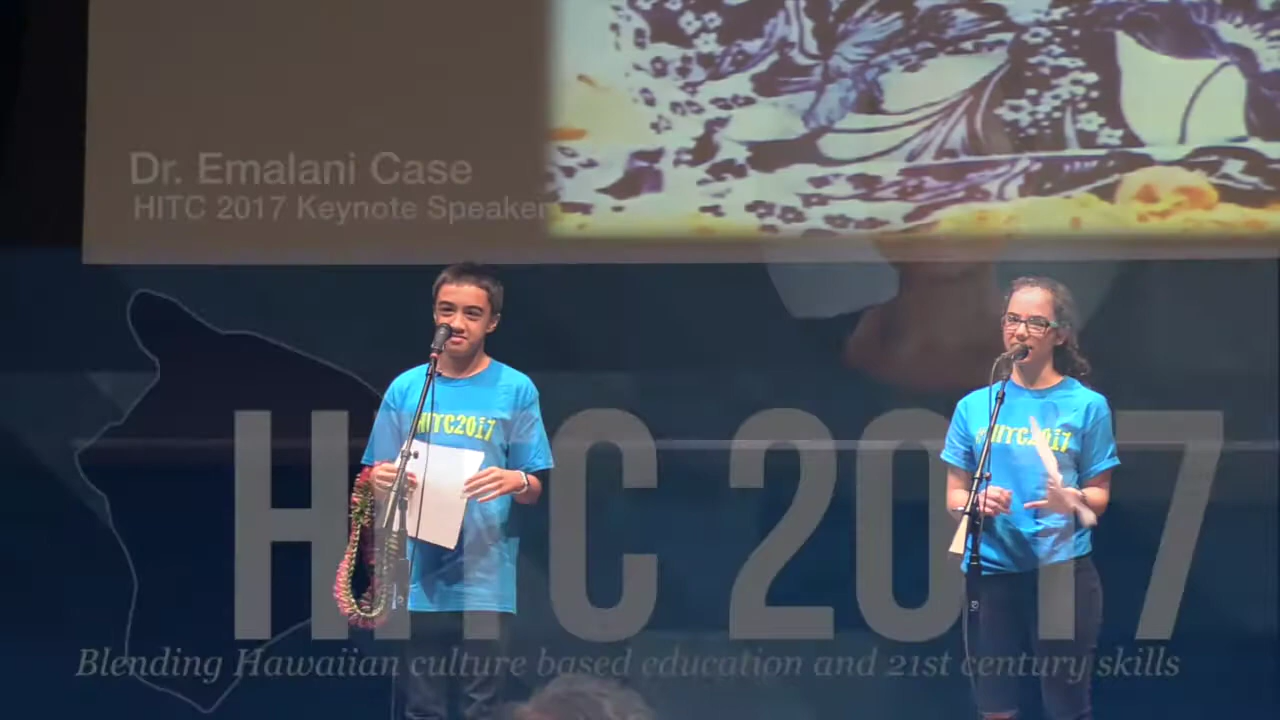 Dr. Emalani Case
HITC 2017 Keynote Speaker
HITC2017
HITC2017
HITC 2017
Blending Hawaiian culture based education and 21st century skills